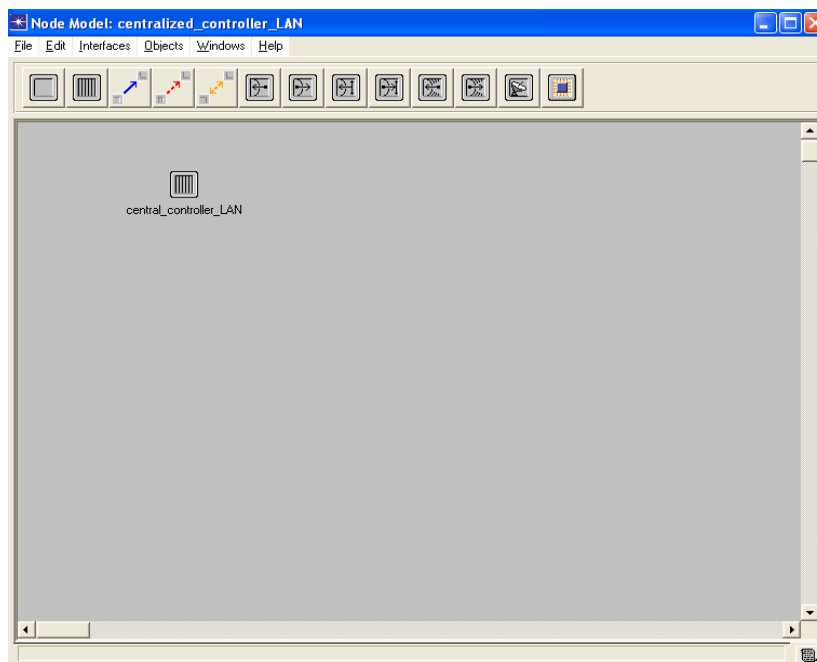 Node Model: centralized_controller_LAN
File Edit Interfaces Objects Windows Help
central_controller_LAN